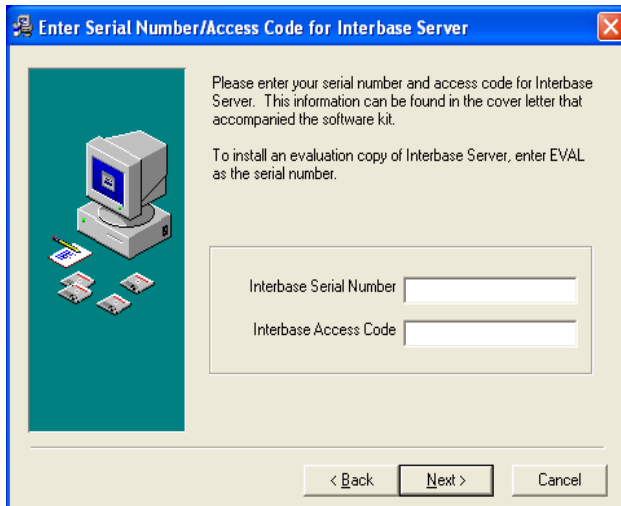 Enter Serial Number/Access Code for Interbase Server
Please enter your serial number and access code for Interbase
Server. This information can be found in the cover letter that
accompanied the software kit.
To install an evaluation copy of Interbase Server, enter EVAL
as the serial number.
Interbase Serial Number
Interbase Access Code
< Back
Next >
Cancel